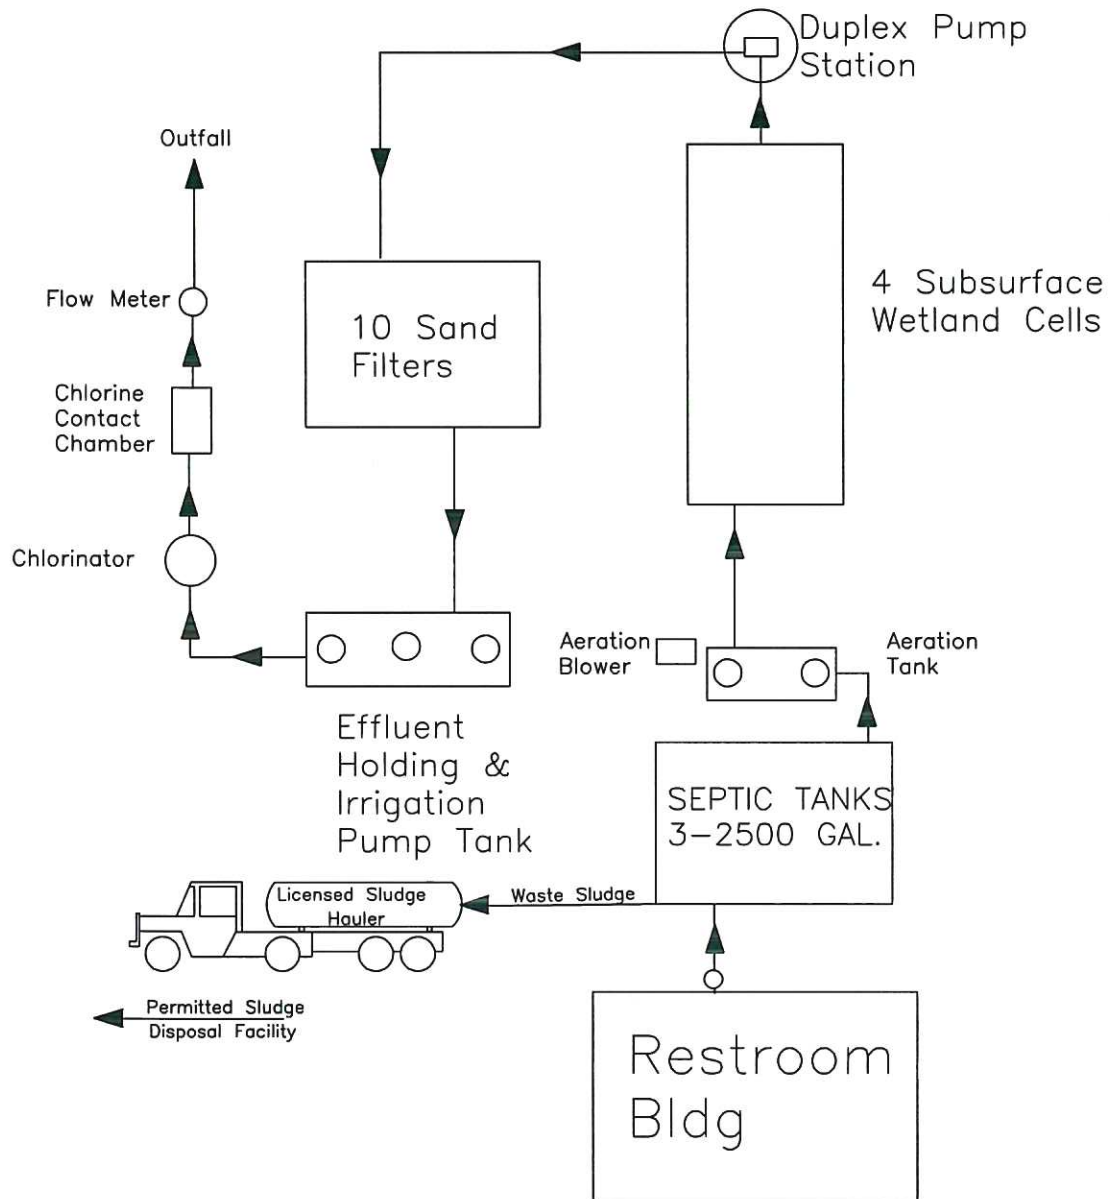 Duplex Pump
Station
Outfall
Flow Meter
4 Subsurface
Wetland Cells
10 Sand
Filters
Chlorine
Contact
Chamber
Chlorinator
Aeration
Blower
Aeration
Tank
Effluent
Holding &
Irrigation
Pump Tank
SEPTIC TANKS
3-2500 GAL.
Licensed Sludge
Hauler
Waste Sludge
Permitted Sludge
Disposal Facility
Restroom
Bldg